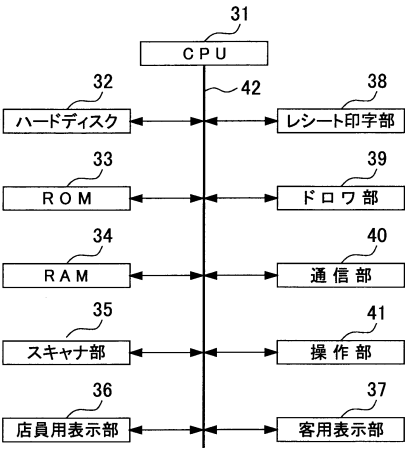 31
CPU
32
42
38
ハードディスク
レシート印字部
33
39
ROM
ドロワ部
34
40
RAM
通信部
35
41
スキャナ部
操作部
36
37
店員用表示部
客用表示部